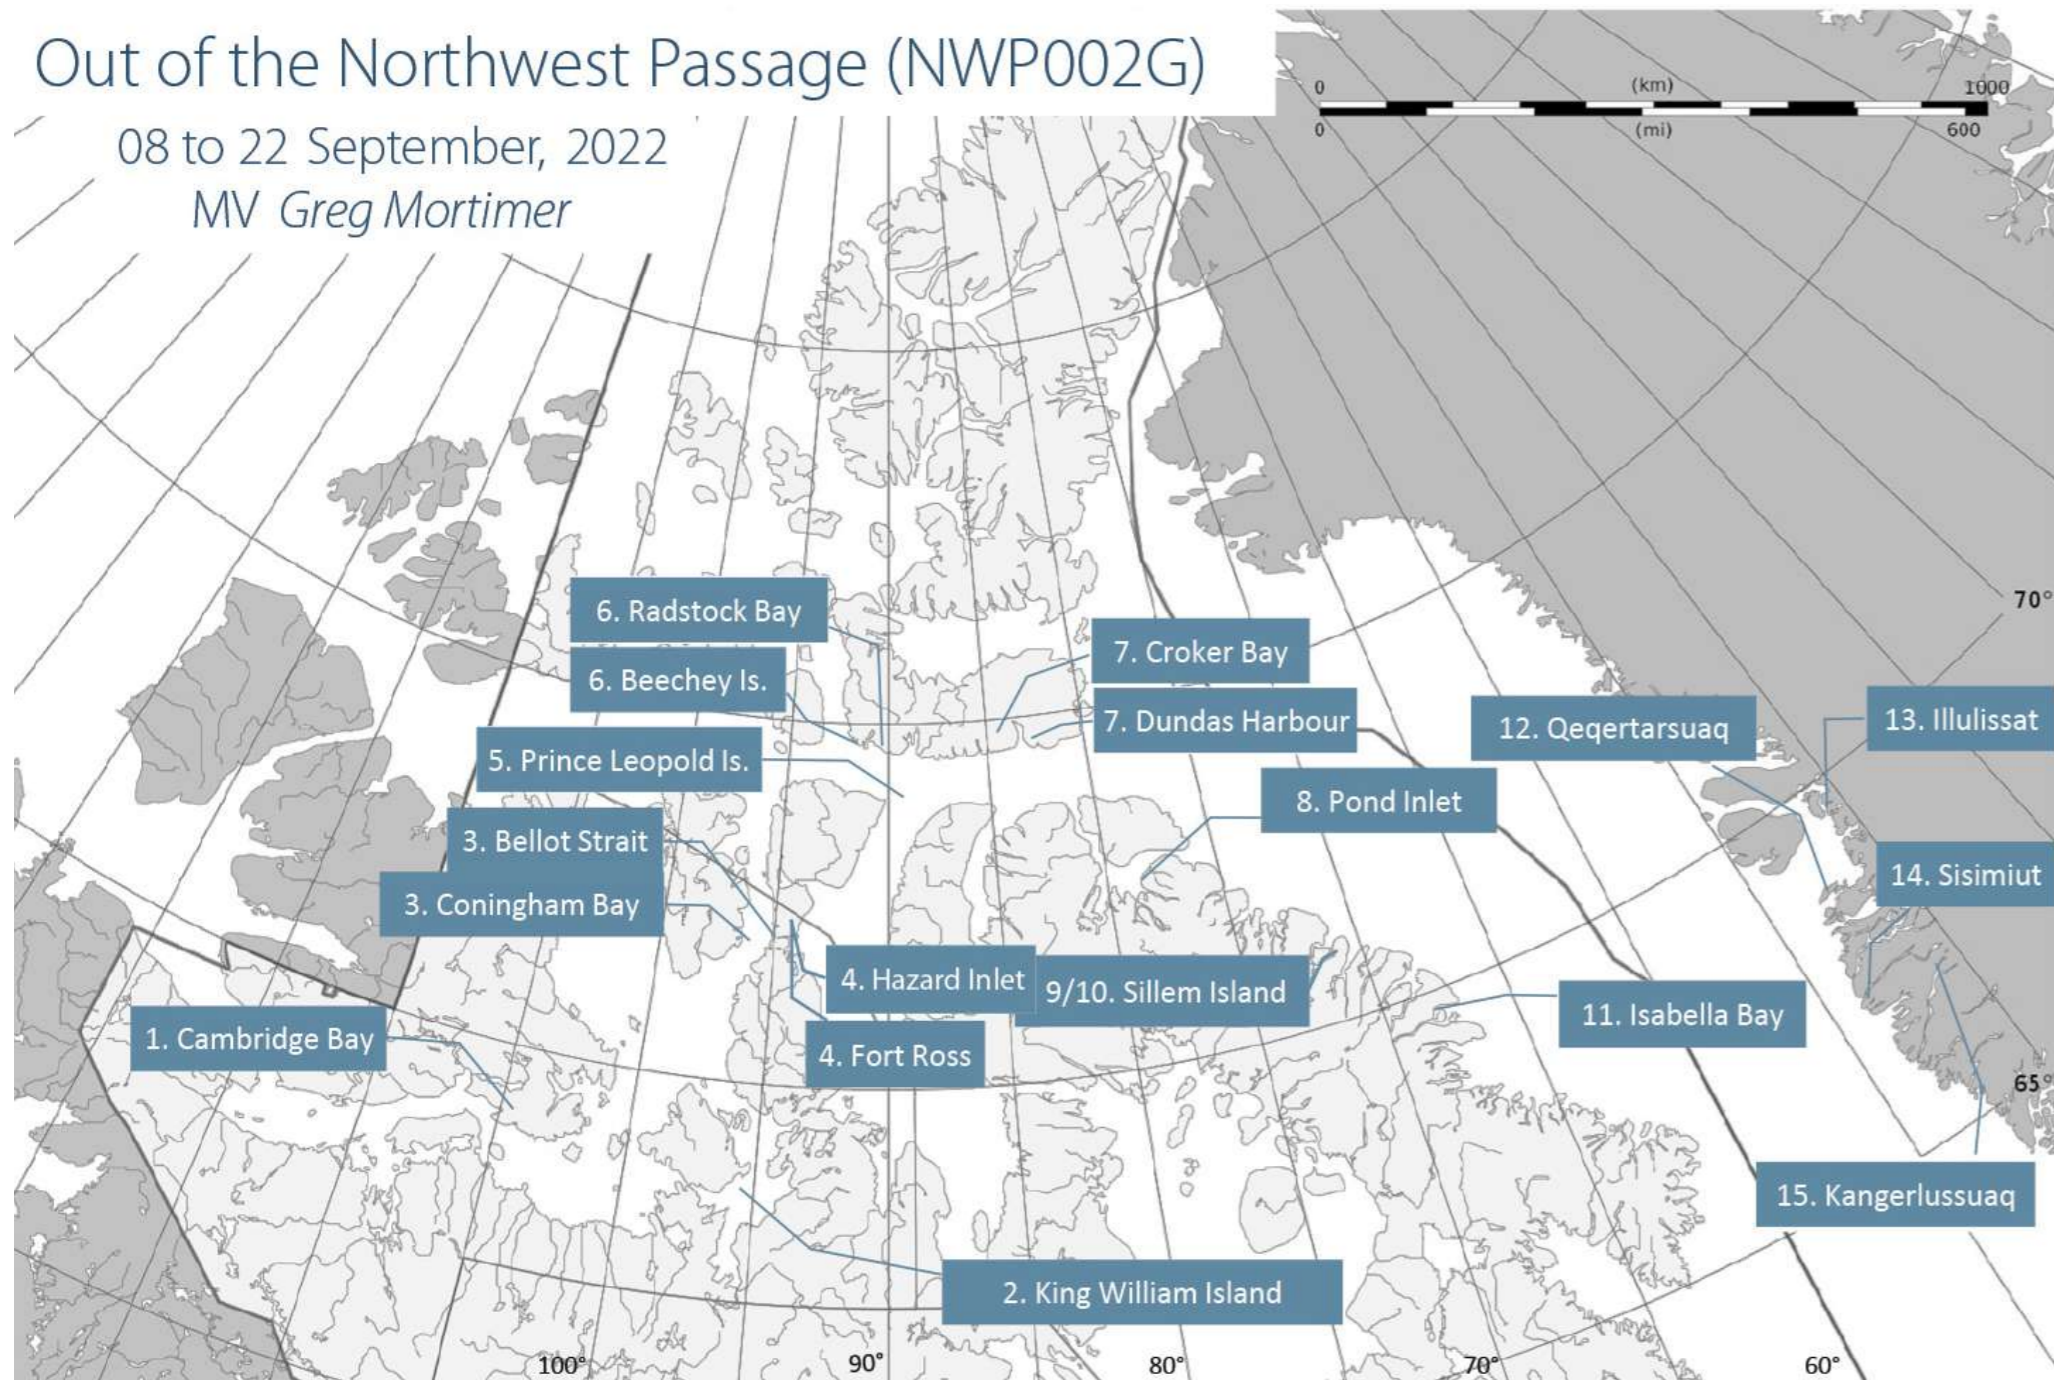 Out of the Northwest Passage (NWP002G)
08 to 22 September, 2022
MV Greg Mortimer
0 (km) 1000
0 (mi) 600
70°
6. Radstock Bay
7. Croker Bay
6. Beechey Is.
7. Dundas Harbour
12. Qeqertarsuaq
13. Illulissat
5. Prince Leopold Is.
8. Pond Inlet
3. Bellot Strait
14. Sisimiut
3. Coningham Bay
4. Hazard Inlet
9/10. Sillem Island
11. Isabella Bay
1. Cambridge Bay
4. Fort Ross
65°
15. Kangerlussuaq
2. King William Island
100° 90° 80° 70° 60°